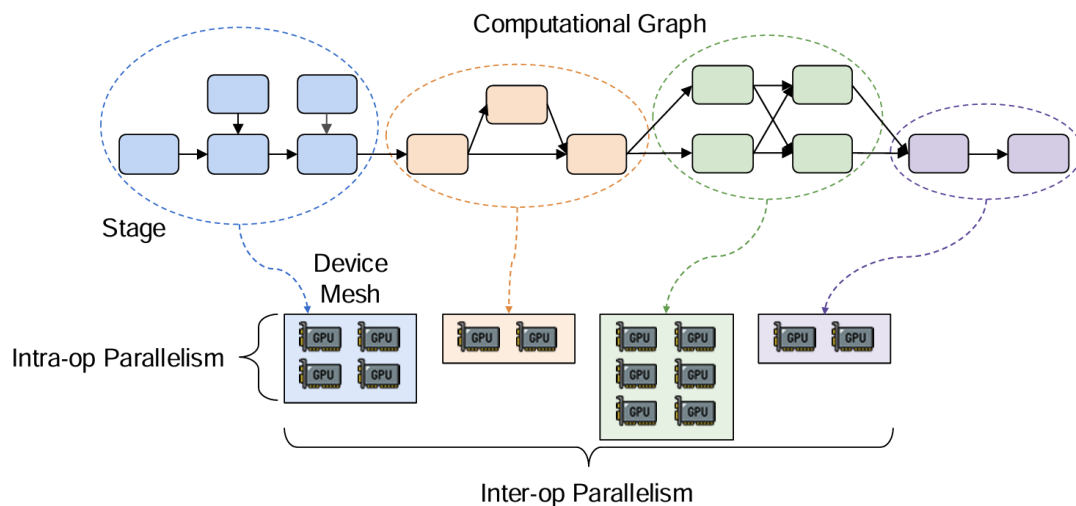 Computational Graph
Stage
Device
Mesh
Intra-op Parallelism
GPU GPU GPU GPU GPU GPU GPU GPU
GPU GPU GPU GPU
GPU GPU
Inter-op Parallelism